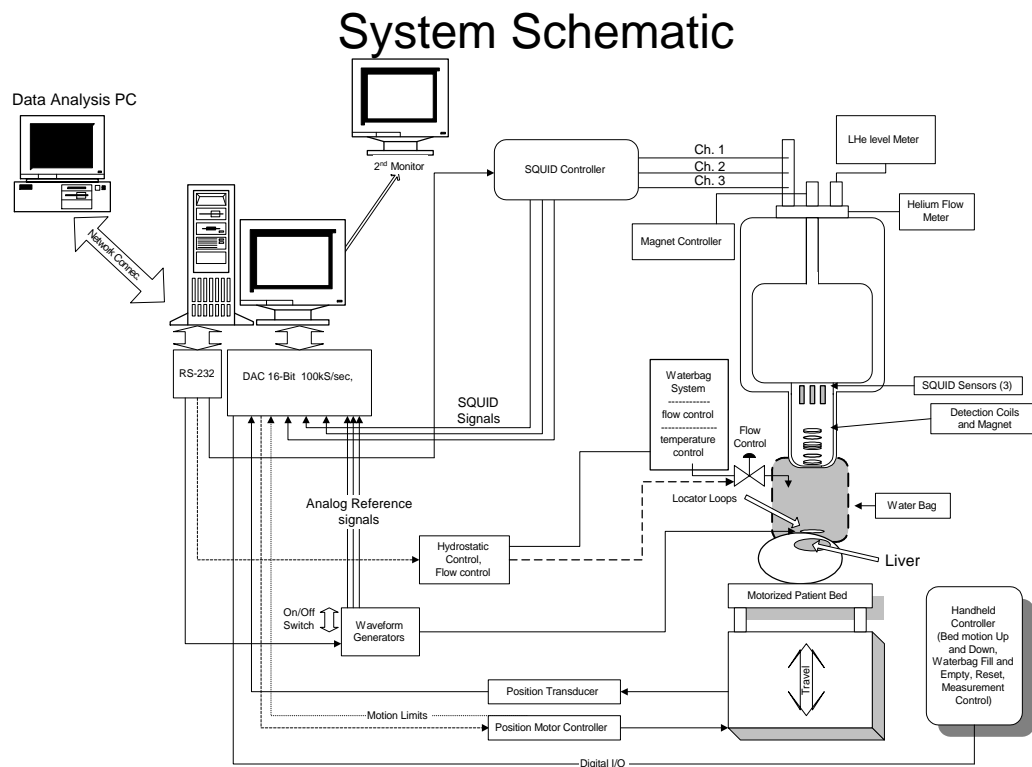 System Schematic
Data Analysis PC
2nd Monitor
Network Connec.
SQUID Controller
Ch. 1
Ch. 2
Ch. 3
LHe level Meter
Helium Flow
Meter
Magnet Controller
RS-232
DAC 16-Bit 100kS/sec,
SQUID
Signals
Waterbag
System
-------------
flow control
----------------
temperature
control
Flow
Control
SQUID Sensors (3)
Detection Coils
and Magnet
Locator Loops
Water Bag
Analog Reference
signals
Hydrostatic
Control,
Flow control
Liver
Motorized Patient Bed
On/Off
Switch
Waveform
Generators
Handheld
Controller
(Bed motion Up
and Down,
Waterbag Fill and
Empty, Reset,
Measurement
Control)
Travel
Position Transducer
Motion Limits
Position Motor Controller
Digital I/O